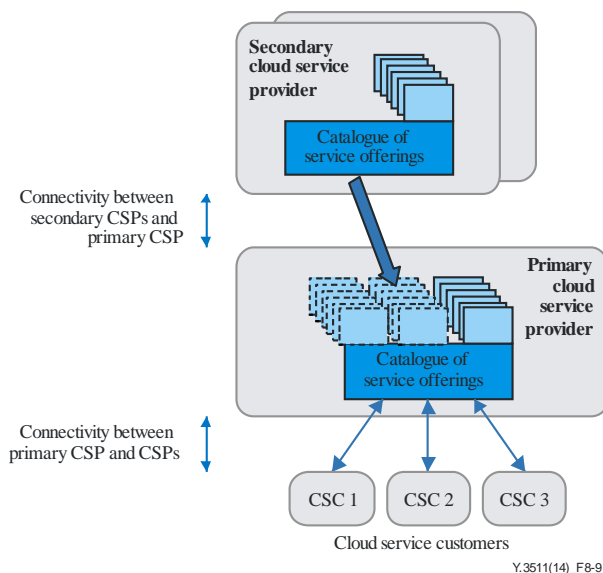 Secondary
cloud service
provider
Catalogue of
service offerings
Connectivity between
secondary CSPs and
primary CSP
Primary
cloud service
provider
Catalogue of
service offerings
Connectivity between
primary CSP and CSPs
CSC 1
CSC 2
CSC 3
Cloud service customers
Y.3511(14)_F8-9